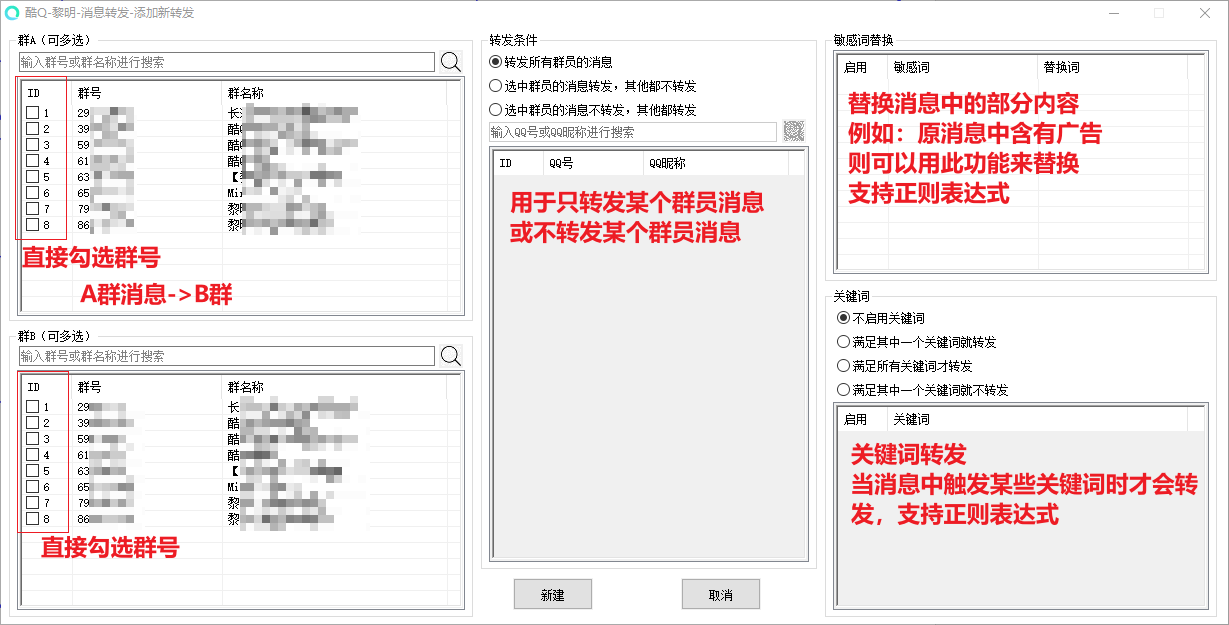 酷Q-黎明-消息转发-添加新转发
群A（可多选）
输入群号或群名称进行搜索
ID 群号 群名称
1 29 长
2 39 酷
3 59 酷
4 61 酷
5 63 【
6 65 Mi
7 79 黎
8 86 黎
直接勾选群号
A群消息->B群
群B（可多选）
输入群号或群名称进行搜索
ID 群号 群名称
1 29 长
2 39 酷
3 59 酷
4 61 酷
5 63 【
6 65 Mi
7 79 黎
8 86 黎
直接勾选群号
转发条件
转发所有群员的消息
选中群员的消息转发，其他都不转发
选中群员的消息不转发，其他都转发
输入QQ号或QQ昵称进行搜索
ID QQ号 QQ昵称
用于只转发某个群员消息
或不转发某个群员消息
新建 取消
敏感词替换
启用 敏感词 替换词
替换消息中的部分内容
例如：原消息中含有广告
则可以用此功能来替换
支持正则表达式
关键词
不启用关键词
满足其中一个关键词就转发
满足所有关键词才转发
满足其中一个关键词就不转发
启用 关键词
关键词转发
当消息中触发某些关键词时才会转
发，支持正则表达式